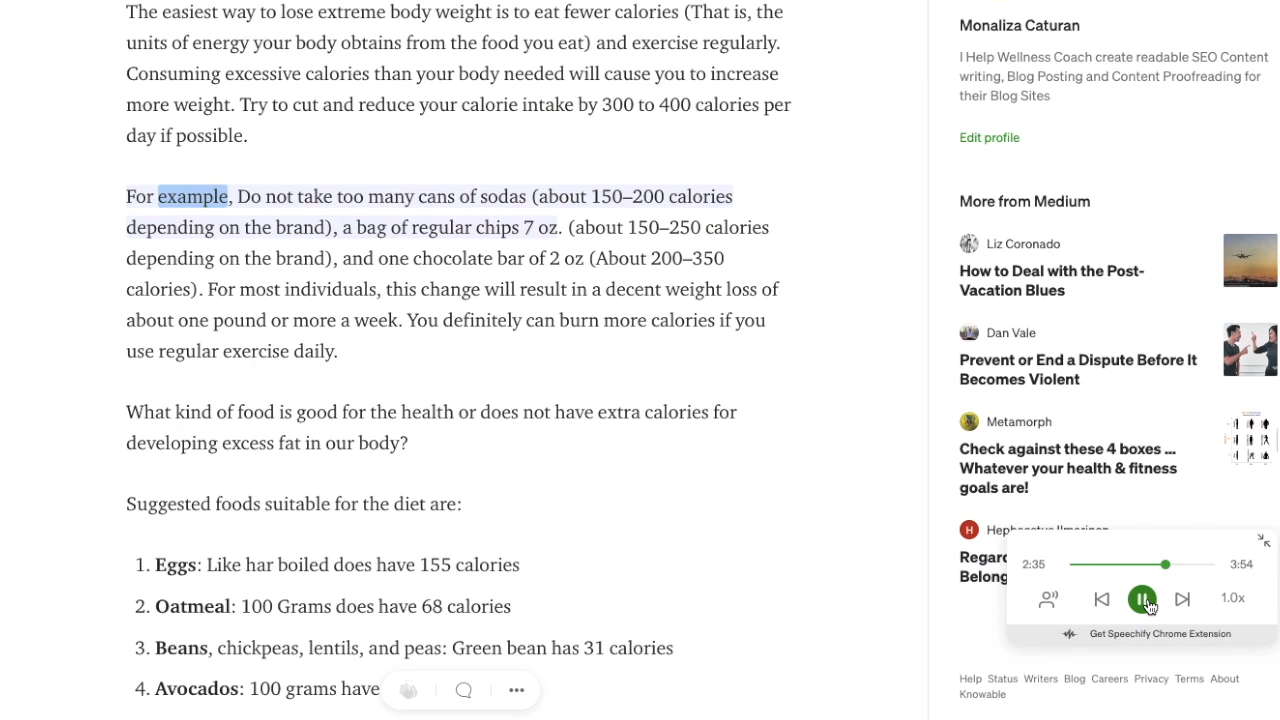 The easiest way to lose extreme body weight is to eat fewer calories (That is, the
units of energy your body obtains from the food you eat) and exercise regularly.
Consuming excessive calories than your body needed will cause you to increase
more weight. Try to cut and reduce your calorie intake by 300 to 400 calories per
day if possible.
For example, Do not take too many cans of sodas (about 150–200 calories
depending on the brand), a bag of regular chips 7 oz. (about 150–250 calories
depending on the brand), and one chocolate bar of 2 oz (About 200–350
calories). For most individuals, this change will result in a decent weight loss of
about one pound or more a week. You definitely can burn more calories if you
use regular exercise daily.
What kind of food is good for the health or does not have extra calories for
developing excess fat in our body?
Suggested foods suitable for the diet are:
1. Eggs: Like har boiled does have 155 calories
2. Oatmeal: 100 Grams does have 68 calories
3. Beans, chickpeas, lentils, and peas: Green bean has 31 calories
4. Avocados: 100 grams have
Monaliza Caturan
I Help Wellness Coach create readable SEO Content
writing, Blog Posting and Content Proofreading for
their Blog Sites
Edit profile
More from Medium
Liz Coronado
How to Deal with the Post-
Vacation Blues
Dan Vale
Prevent or End a Dispute Before It
Becomes Violent
Metamorph
Check against these 4 boxes ...
Whatever your health & fitness
goals are!
H
2:35
3:54
1.0x
Get Speechify Chrome Extension
Help Status Writers Blog Careers Privacy Terms About
Knowable